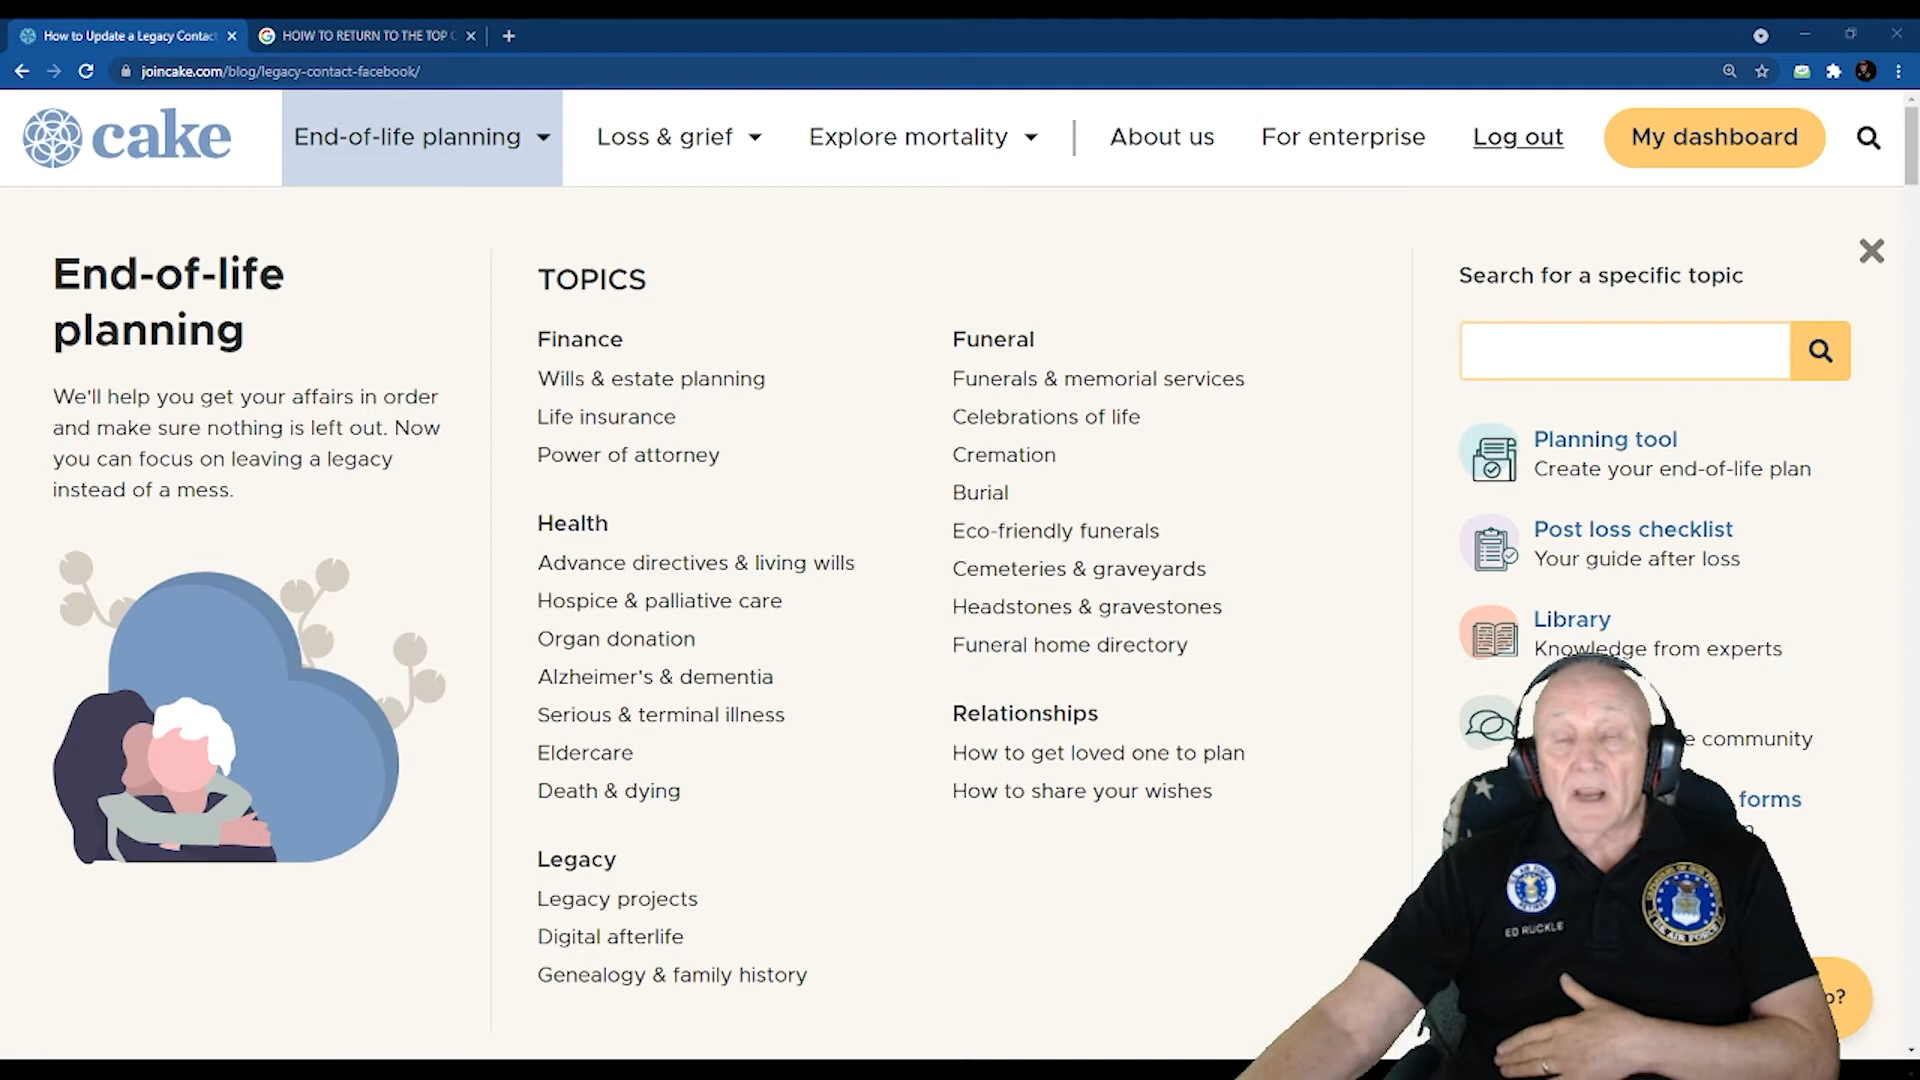 How to Update a Legacy Contac
HOIW TO RETURN TO THE TOP
joincake.com/blog/legacy-contact-facebook/
cake
End-of-life planning
Loss & grief
Explore mortality
About us
For enterprise
Log out
My dashboard
End-of-life
planning
We'll help you get your affairs in order
and make sure nothing is left out. Now
you can focus on leaving a legacy
instead of a mess.
TOPICS
Finance
Wills & estate planning
Life insurance
Power of attorney
Health
Advance directives & living wills
Hospice & palliative care
Organ donation
Alzheimer's & dementia
Serious & terminal illness
Eldercare
Death & dying
Legacy
Legacy projects
Digital afterlife
Genealogy & family history
Funeral
Funerals & memorial services
Celebrations of life
Cremation
Burial
Eco-friendly funerals
Cemeteries & graveyards
Headstones & gravestones
Funeral home directory
Relationships
How to get loved one to plan
How to share your wishes
Search for a specific topic
Planning tool
Create your end-of-life plan
Post loss checklist
Your guide after loss
Library
Knowledge from experts
community
forms
ED RUCKLE
U.S. AIR FORCE